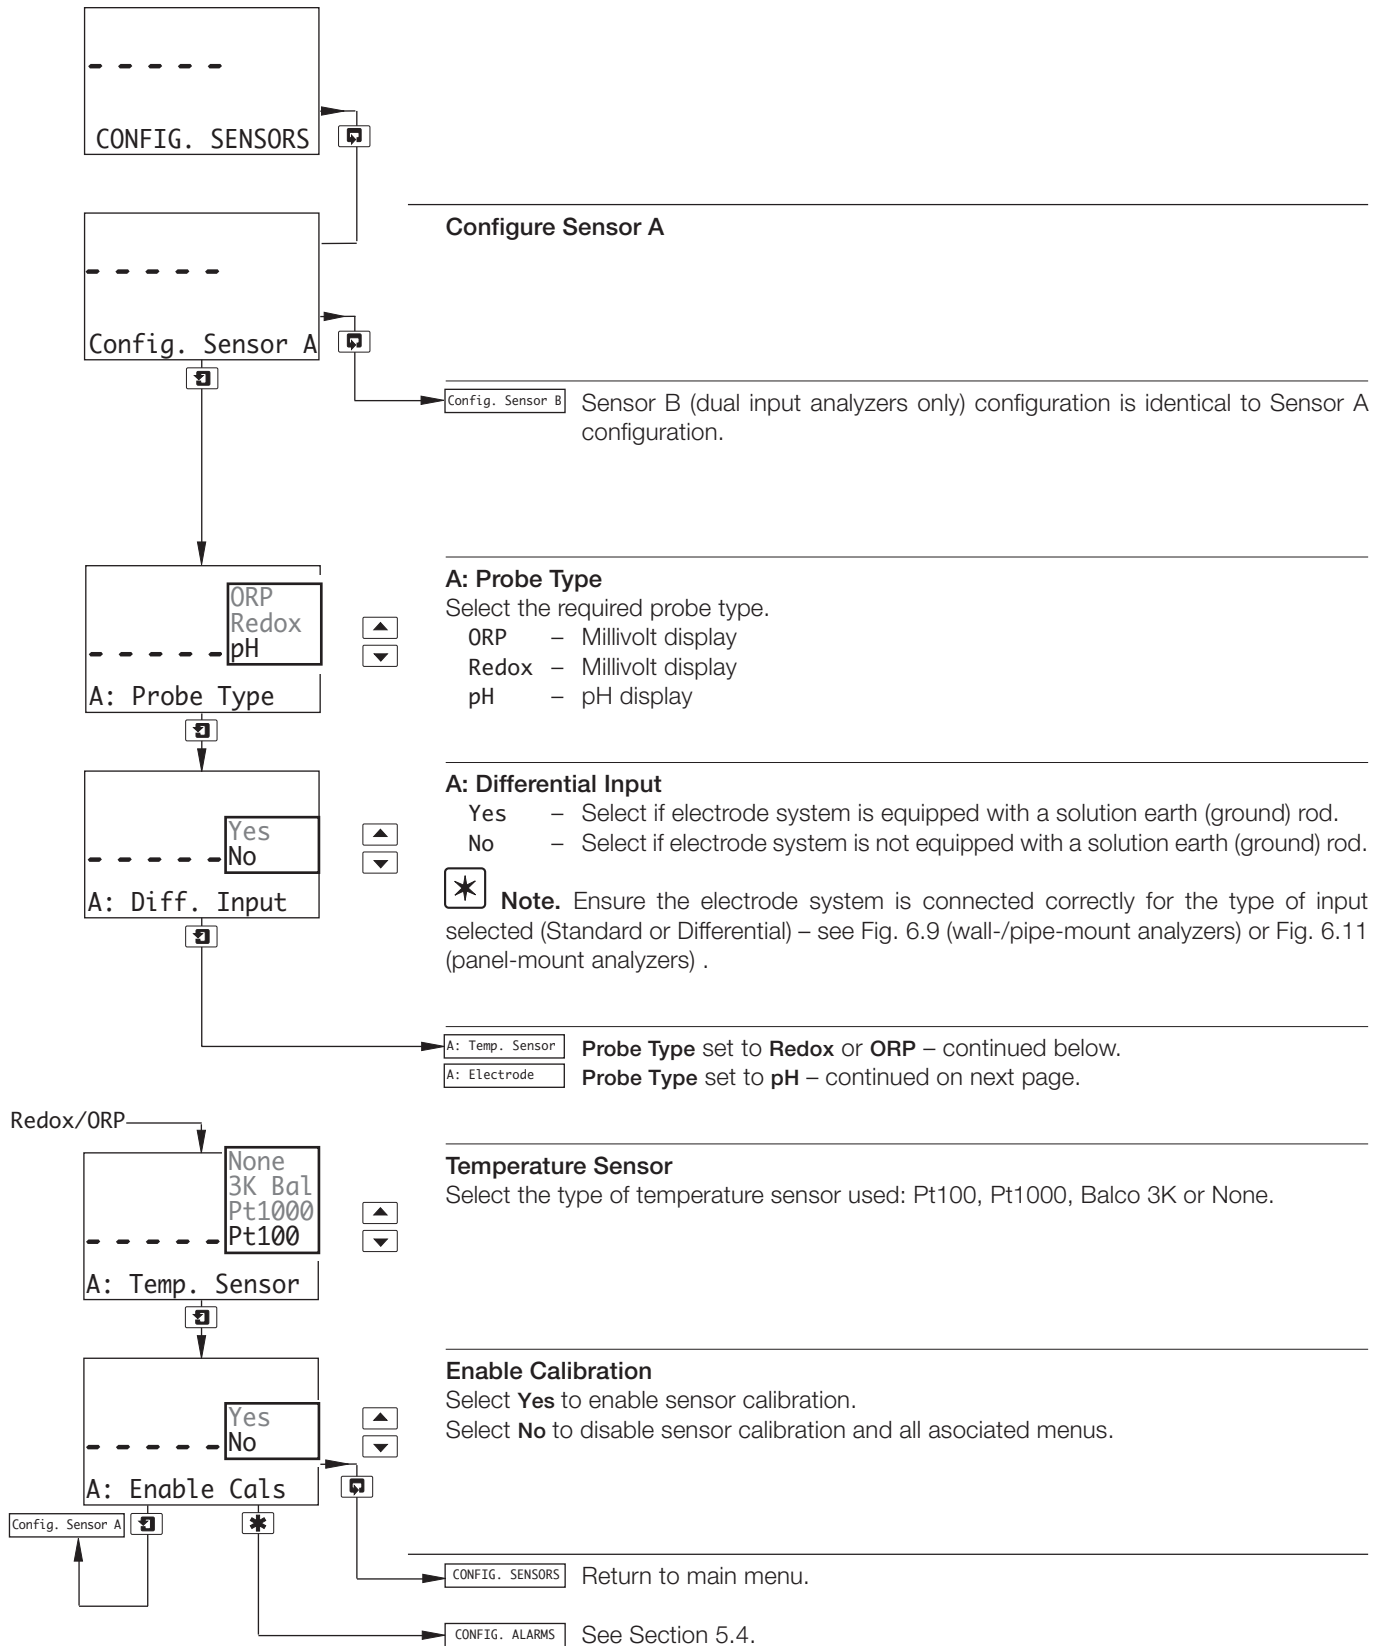 CONFIG. SENSORS
Configure Sensor A
Config. Sensor A
Config. Sensor B
Sensor B (dual input analyzers only) configuration is identical to Sensor A
configuration.
ORP
Redox
pH
A: Probe Type
A: Probe Type
Select the required probe type.
ORP – Millivolt display
Redox – Millivolt display
pH – pH display
Yes
No
A: Diff. Input
A: Differential Input
Yes – Select if electrode system is equipped with a solution earth (ground) rod.
No – Select if electrode system is not equipped with a solution earth (ground) rod.
Note. Ensure the electrode system is connected correctly for the type of input
selected (Standard or Differential) – see Fig. 6.9 (wall-/pipe-mount analyzers) or Fig. 6.11
(panel-mount analyzers) .
A: Temp. Sensor Probe Type set to Redox or ORP – continued below.
A: Electrode Probe Type set to pH – continued on next page.
Redox/ORP
None
3K Bal
Pt1000
Pt100
A: Temp. Sensor
Temperature Sensor
Select the type of temperature sensor used: Pt100, Pt1000, Balco 3K or None.
Yes
No
A: Enable Cals
Enable Calibration
Select Yes to enable sensor calibration.
Select No to disable sensor calibration and all asociated menus.
Config. Sensor A
CONFIG. SENSORS Return to main menu.
CONFIG. ALARMS See Section 5.4.